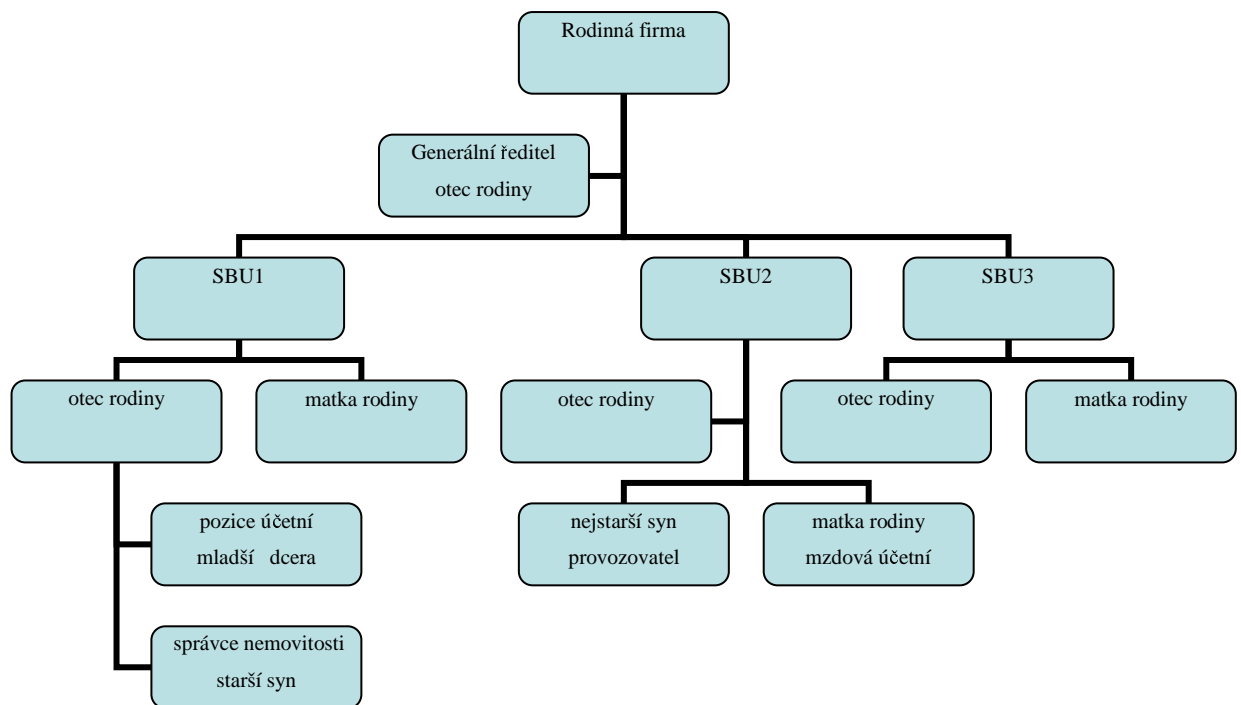 Rodinná firma
Generální ředitel
otec rodiny
SBU1
SBU2
SBU3
otec rodiny
matka rodiny
otec rodiny
otec rodiny
matka rodiny
pozice účetní
mladší dcera
nejstarší syn
provozovatel
matka rodiny
mzdová účetní
správce nemovitosti
starší syn